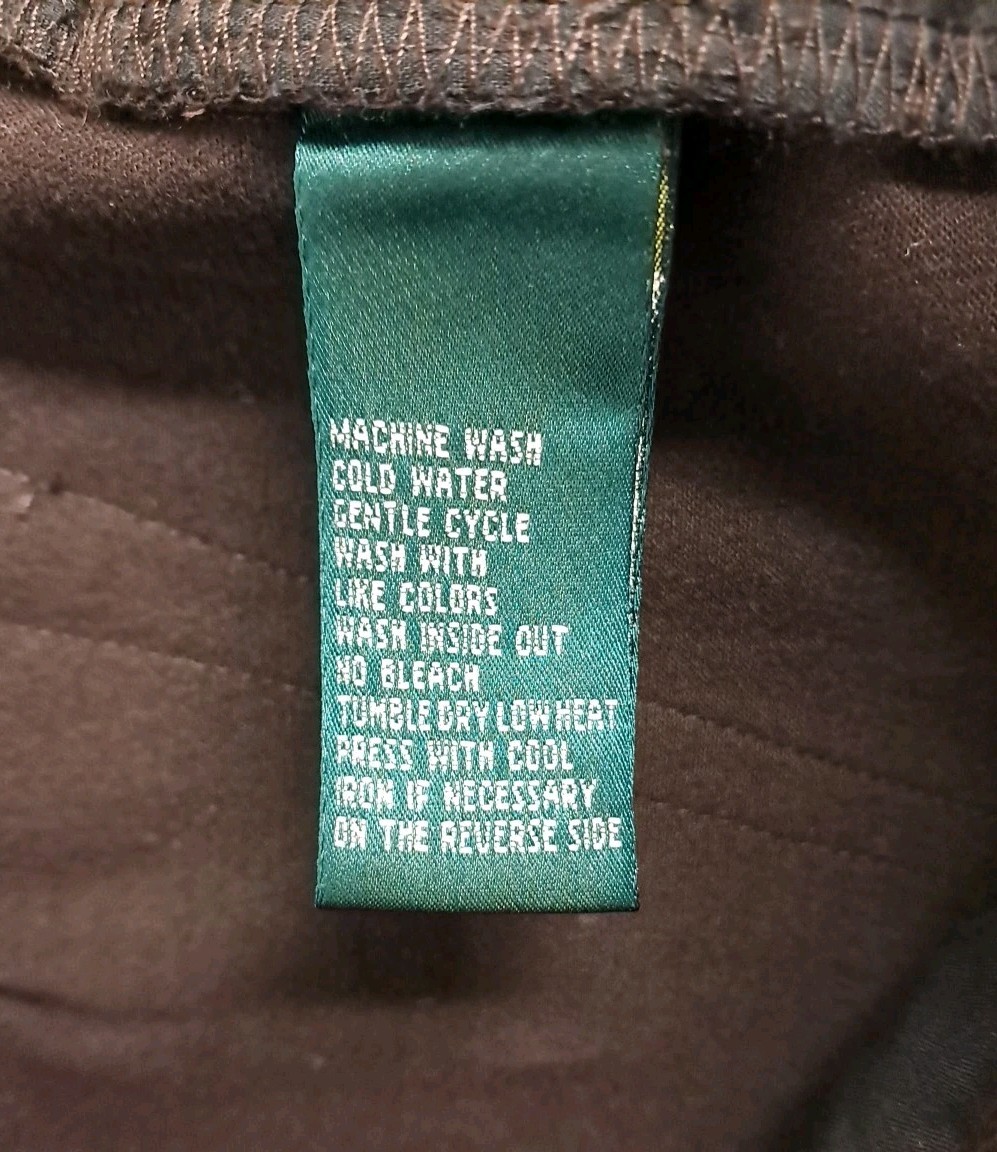 MACHINE WASH
COLD WATER
GENTLE CYCLE
WASH WITH
LIKE COLORS
WASH INSIDE OUT
NO BLEACH
TUMBLE DRY LOW HEAT
PRESS WITH COOL
IRON IF NECESSARY
ON THE REVERSE SIDE